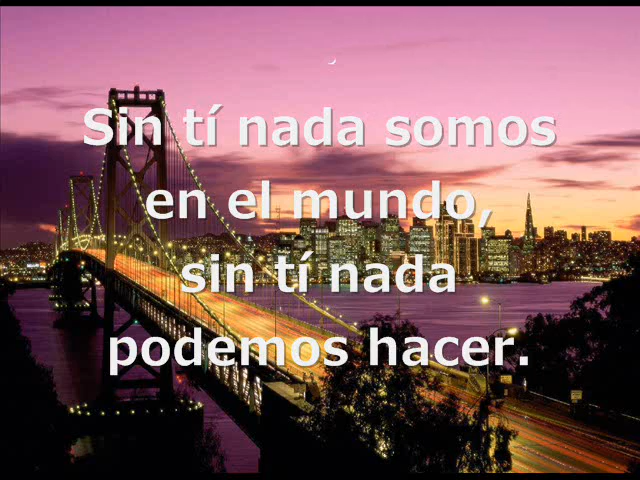 Sin tí nada somos
en el mundo,
sin tí nada
podemos hacer.